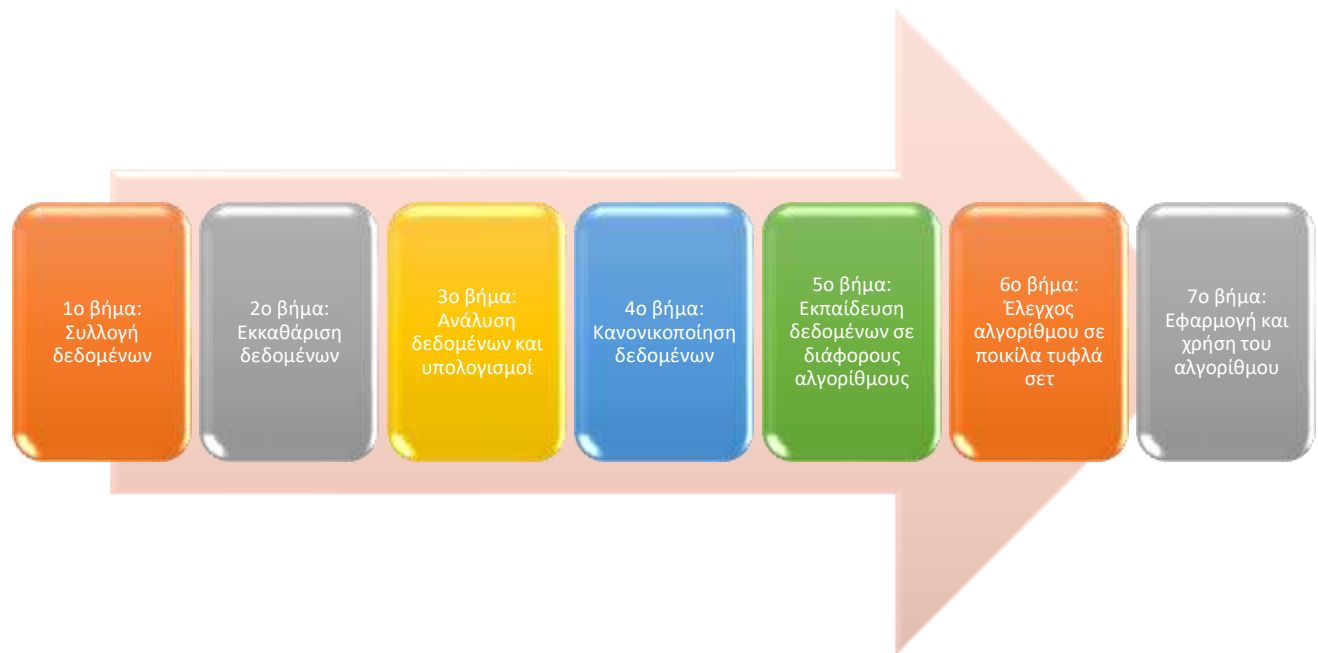 1ο βήμα:
Συλλογή
δεδομένων
2ο βήμα:
Εκκαθάριση
δεδομένων
3ο βήμα:
Ανάλυση
δεδομένων και
υπολογισμοί
4ο βήμα:
Κανονικοποίηση
δεδομένων
5ο βήμα:
Εκπαίδευση
δεδομένων σε
διάφορους
αλγορίθμους
6ο βήμα:
Έλεγχος
αλγορίθμου σε
ποικίλα τυφλά
σετ
7ο βήμα:
Εφαρμογή και
χρήση του
αλγορίθμου